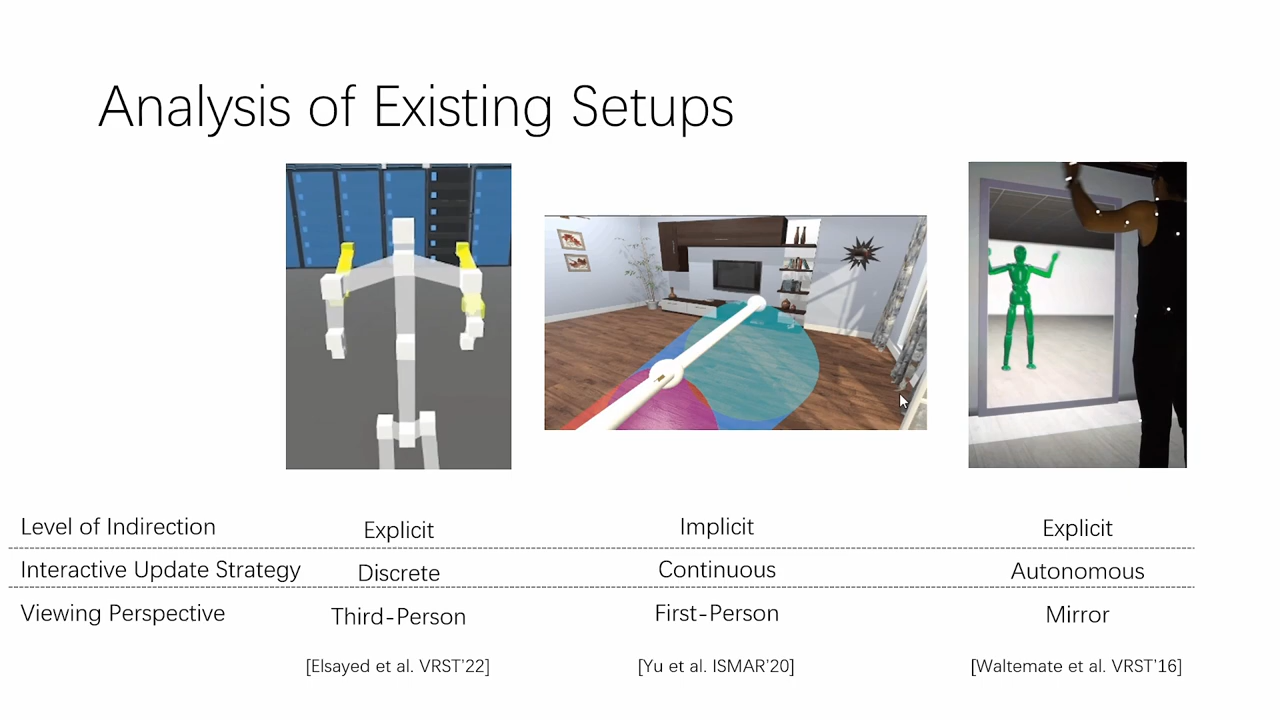 Analysis of Existing Setups
Level of Indirection Explicit Implicit Explicit
Interactive Update Strategy Discrete Continuous Autonomous
Viewing Perspective Third-Person First-Person Mirror
[Elsayed et al. VRST'22] [Yu et al. ISMAR'20] [Waltemate et al. VRST'16]